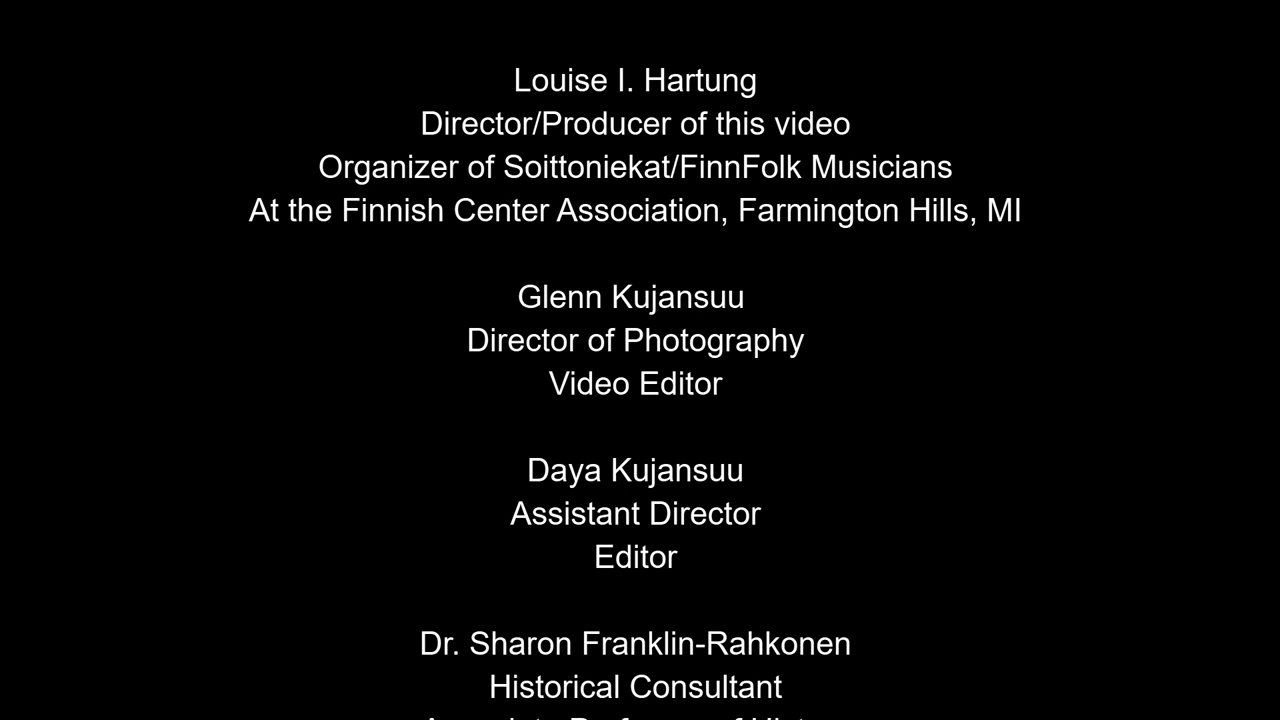 Louise I. Hartung
Director/Producer of this video
Organizer of Soittoniekat/FinnFolk Musicians
At the Finnish Center Association, Farmington Hills, MI
Glenn Kujansuu
Director of Photography
Video Editor
Daya Kujansuu
Assistant Director
Editor
Dr. Sharon Franklin-Rahkonen
Historical Consultant